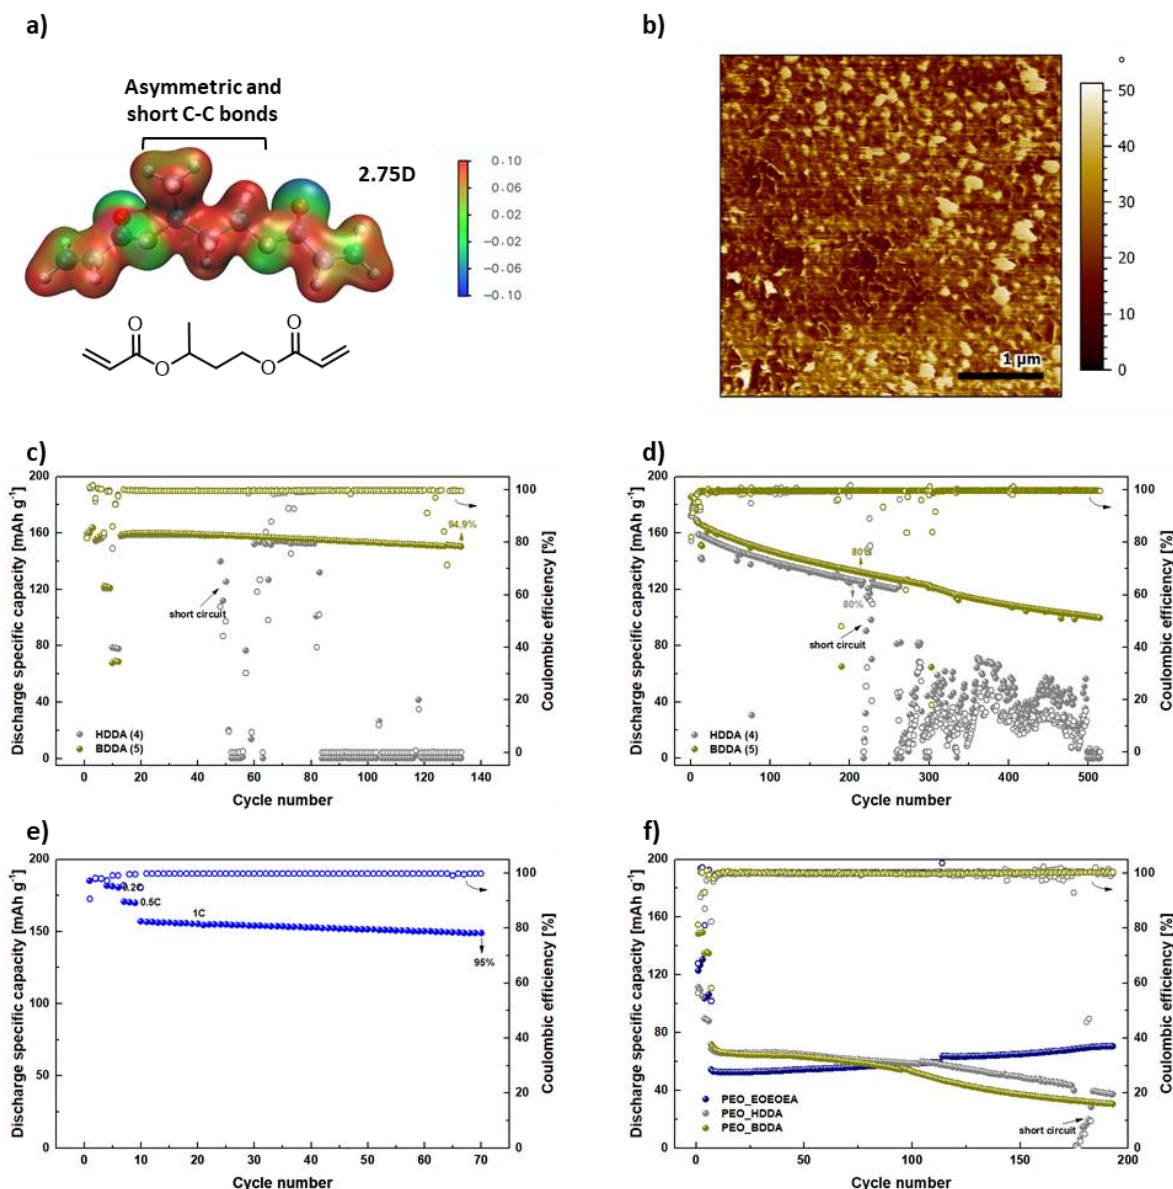 a)
Asymmetric and
short C-C bonds
2.75D
0.10
0.06
0.02
−0.02
−0.06
−0.10
O
O
O
O
b)
°
50
40
30
20
10
0
1 µm
c)
200
160
120
80
40
0
Discharge specific capacity [mAh g⁻¹]
94.9%
short circuit
HDDA (4)
BDDA (5)
100
80
60
40
20
0
Coulombic efficiency [%]
0 20 40 60 80 100 120 140
Cycle number
d)
200
160
120
80
40
0
Discharge specific capacity [mAh g⁻¹]
80%
80%
short circuit
HDDA (4)
BDDA (5)
100
80
60
40
20
0
Coulombic efficiency [%]
0 100 200 300 400 500
Cycle number
e)
200
150
100
50
0
Discharge specific capacity [mAh g⁻¹]
0.2C
0.5C
1C
95%
100
80
60
40
20
0
Coulombic efficiency [%]
0 10 20 30 40 50 60 70
Cycle number
f)
200
160
120
80
40
0
Discharge specific capacity [mAh g⁻¹]
PEO_EOEOEA
PEO_HDDA
PEO_BDDA
short circuit
100
80
60
40
20
0
Coulombic efficiency [%]
0 50 100 150 200
Cycle number